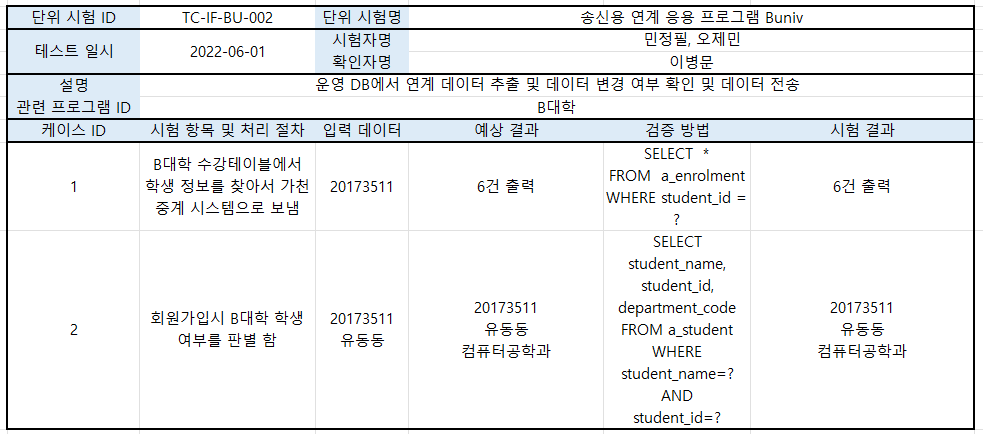 단위 시험 ID TC-IF-BU-002 단위 시험명 송신용 연계 응용 프로그램 Buniv
테스트 일시 2022-06-01 시험자명 민정필, 오제민
확인자명 이병문
설명 운영 DB에서 연계 데이터 추출 및 데이터 변경 여부 확인 및 데이터 전송
관련 프로그램 ID B대학
케이스 ID 시험 항목 및 처리 절차 입력 데이터 예상 결과 검증 방법 시험 결과
1
B대학 수강테이블에서
학생 정보를 찾아서 가천
중계 시스템으로 보냄
20173511
6건 출력
SELECT *
FROM a_enrolment
WHERE student_id =
?
6건 출력
2
회원가입시 B대학 학생
여부를 판별 함
20173511
유동동
20173511
유동동
컴퓨터공학과
SELECT
student_name,
student_id,
department_code
FROM a_student
WHERE
student_name=?
AND
student_id=?
20173511
유동동
컴퓨터공학과